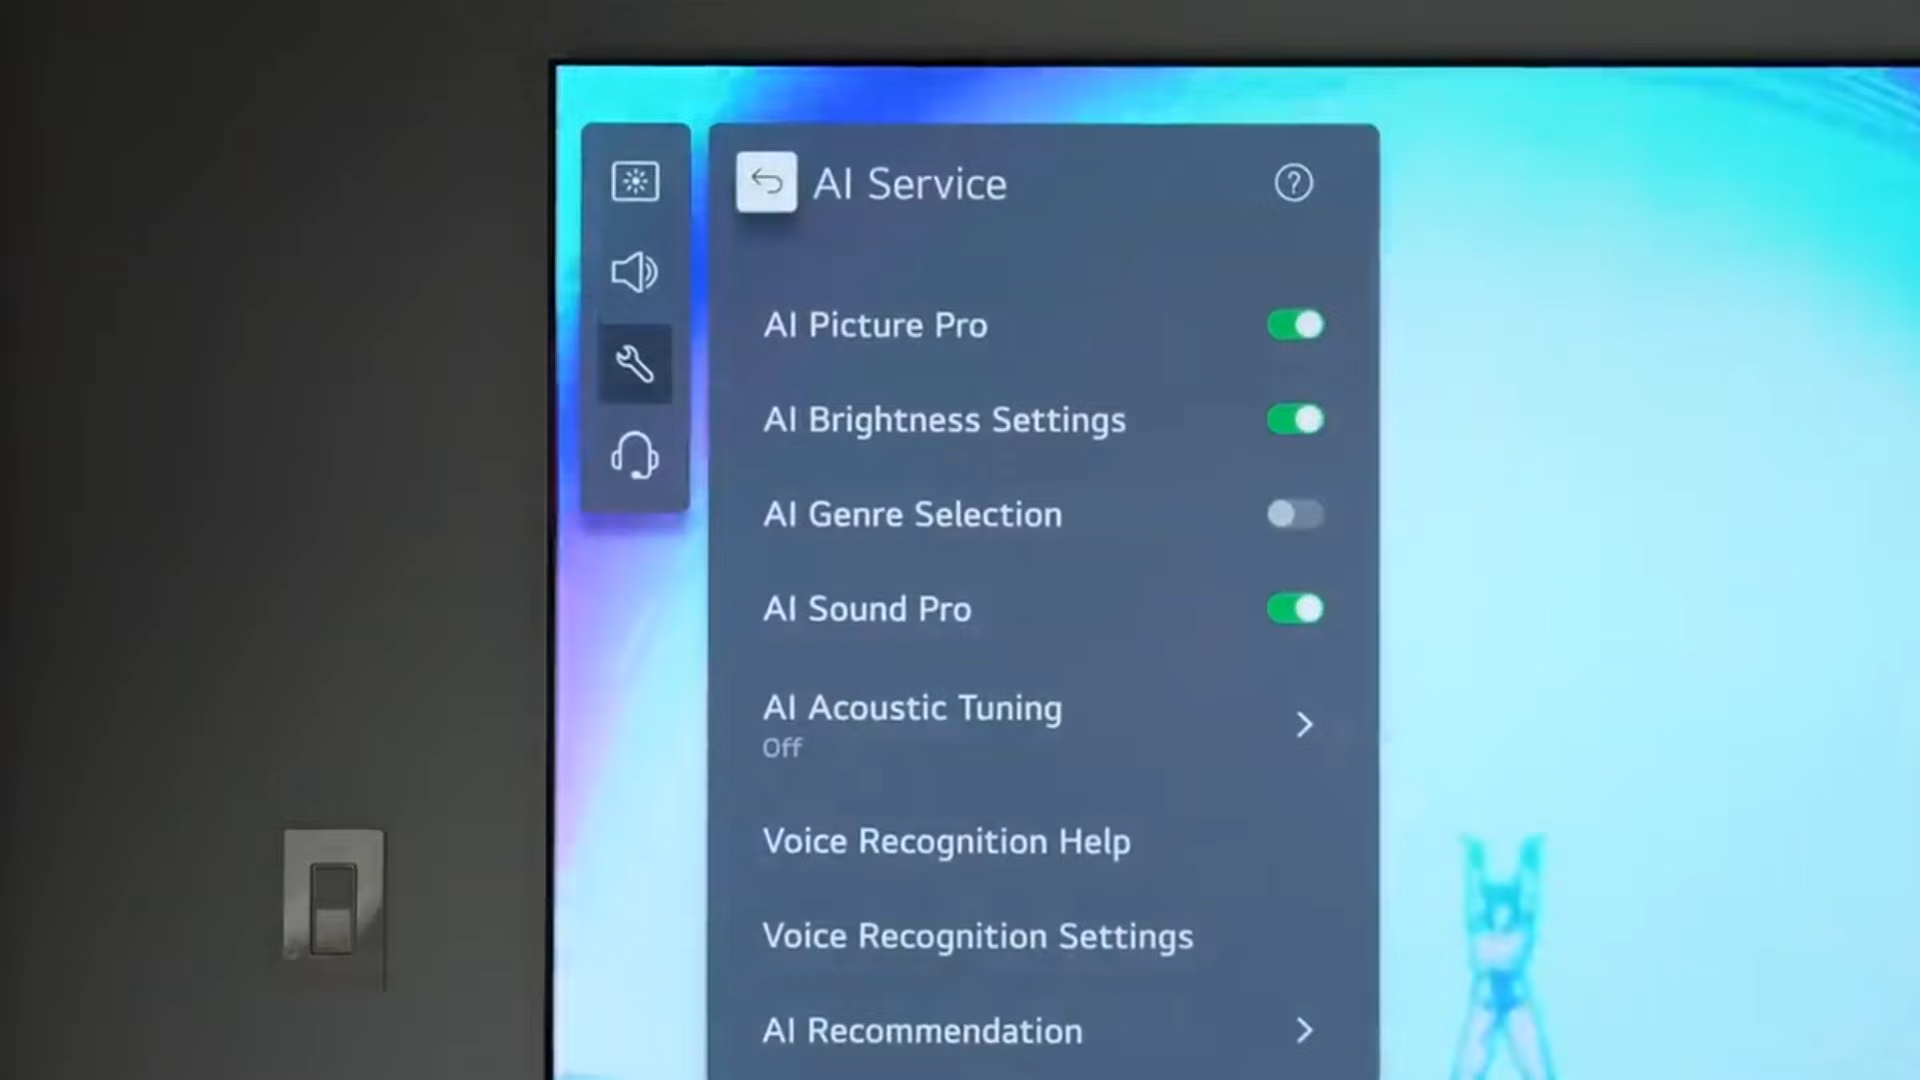 AI Service
AI Picture Pro
AI Brightness Settings
AI Genre Selection
AI Sound Pro
AI Acoustic Tuning
Off
Voice Recognition Help
Voice Recognition Settings
AI Recommendation